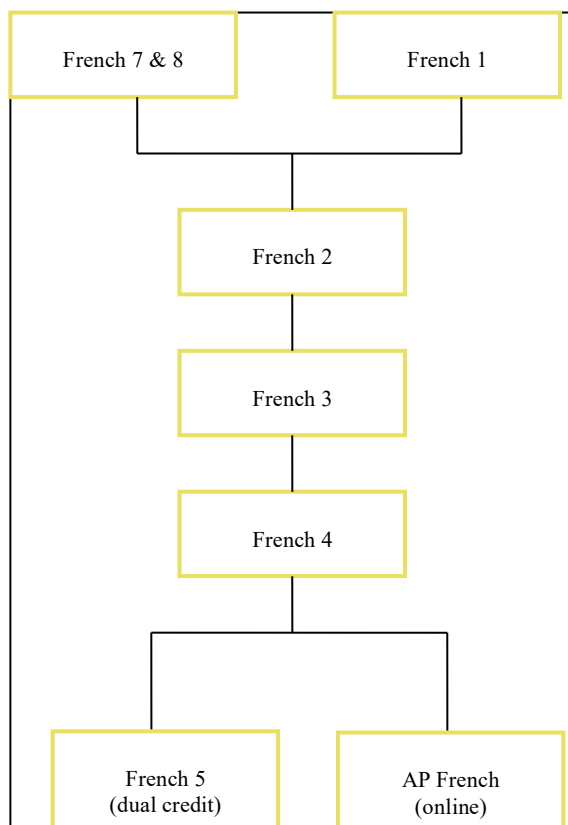 French 7 & 8
French 1
French 2
French 3
French 4
French 5
(dual credit)
AP French
(online)